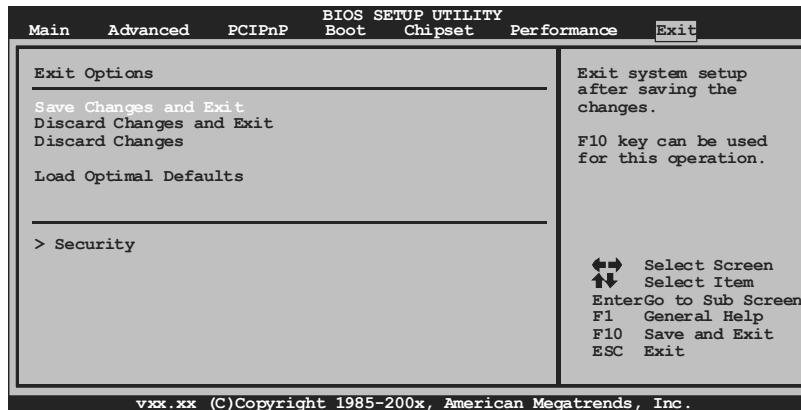 BIOS SETUP UTILITY
Main Advanced PCIPnP Boot Chipset Performance Exit
Exit Options
Save Changes and Exit
Discard Changes and Exit
Discard Changes
Load Optimal Defaults
> Security
Exit system setup
after saving the
changes.
F10 key can be used
for this operation.
Select Screen
Select Item
EnterGo to Sub Screen
F1 General Help
F10 Save and Exit
ESC Exit
vxx.xx (C)Copyright 1985-200x, American Megatrends, Inc.